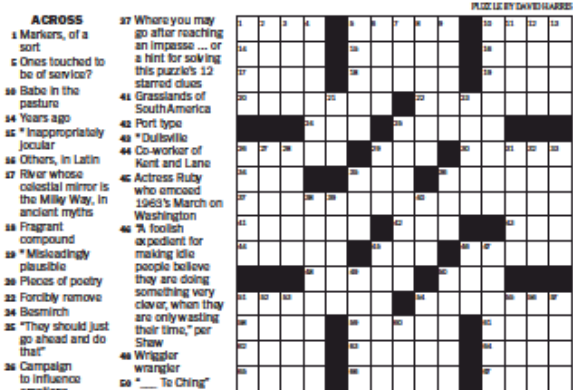 PUZZLE BY DAVID HARRIS
ACROSS
1 Markers, of a
sort
5 Ones touched to
be of service?
10 Babe in the
pasture
14 Years ago
15 *Inappropriately
jocular
16 Others, in Latin
17 River whose
celestial mirror is
the Milky Way, in
ancient myths
18 Fragrant
compound
19 *Misleadingly
plausible
20 Pieces of poetry
22 Forcibly remove
24 Besmirch
25 "They should just
go ahead and do
that"
26 Campaign
to influence
37 Where you may
go after reaching
an impasse ... or
a hint for solving
this puzzle's 12
starred clues
41 Grasslands of
South America
42 Port type
43 *Dullsville
44 Co-worker of
Kent and Lane
45 Actress Ruby
who emceed
1963's March on
Washington
46 "A foolish
expedient for
making idle
people believe
they are doing
something very
clever, when they
are only wasting
their time," per
Shaw
48 Wriggler
wrangler
50 "___ Te Ching"